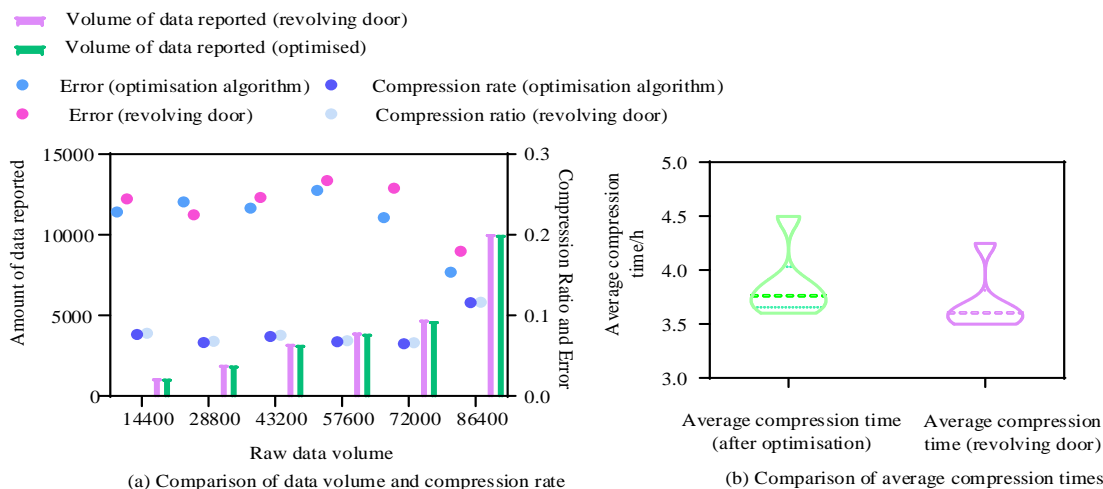 Volume of data reported (revolving door)
Volume of data reported (optimised)
Error (optimisation algorithm)
Compression rate (optimisation algorithm)
Error (revolving door)
Compression ratio (revolving door)
Amount of data reported
15000
10000
5000
0
0.3
0.2
0.1
0.0
Compression Ratio and Error
14400 28800 43200 57600 72000 86400
Raw data volume
(a) Comparison of data volume and compression rate
Average compression
time/h
5.0
4.5
4.0
3.5
3.0
Average compression time
(after optimisation)
Average compression
time (revolving door)
(b) Comparison of average compression times